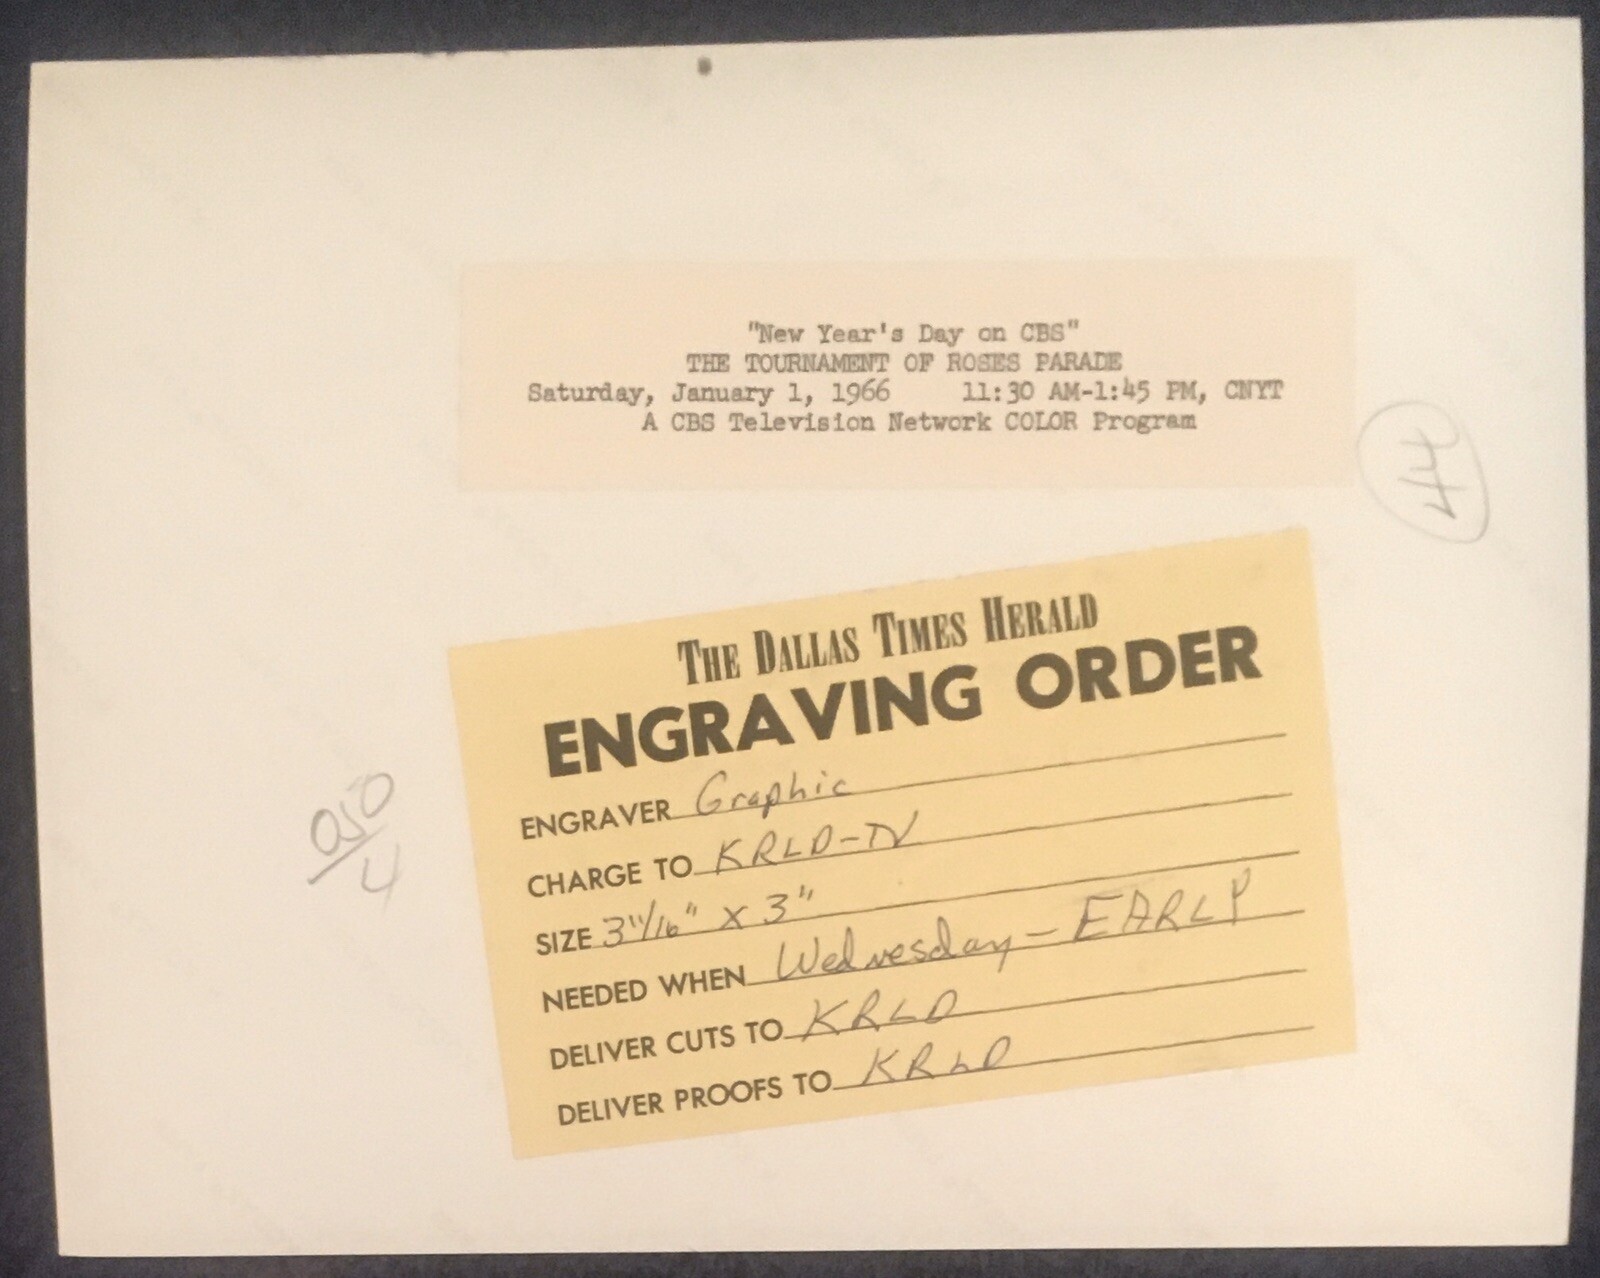 "New Year's Day on CBS"
THE TOURNAMENT OF ROSES PARADE
Saturday, January 1, 1966 11:30 AM-1:45 PM, CNYT
A CBS Television Network COLOR Program
44
THE DALLAS TIMES HERALD
ENGRAVING ORDER
ENGRAVER Graphic
CHARGE TO KRLD-TV
SIZE 3 11/16" x 3"
NEEDED WHEN Wednesday - EARLY
DELIVER CUTS TO KRLD
DELIVER PROOFS TO KRLD
4